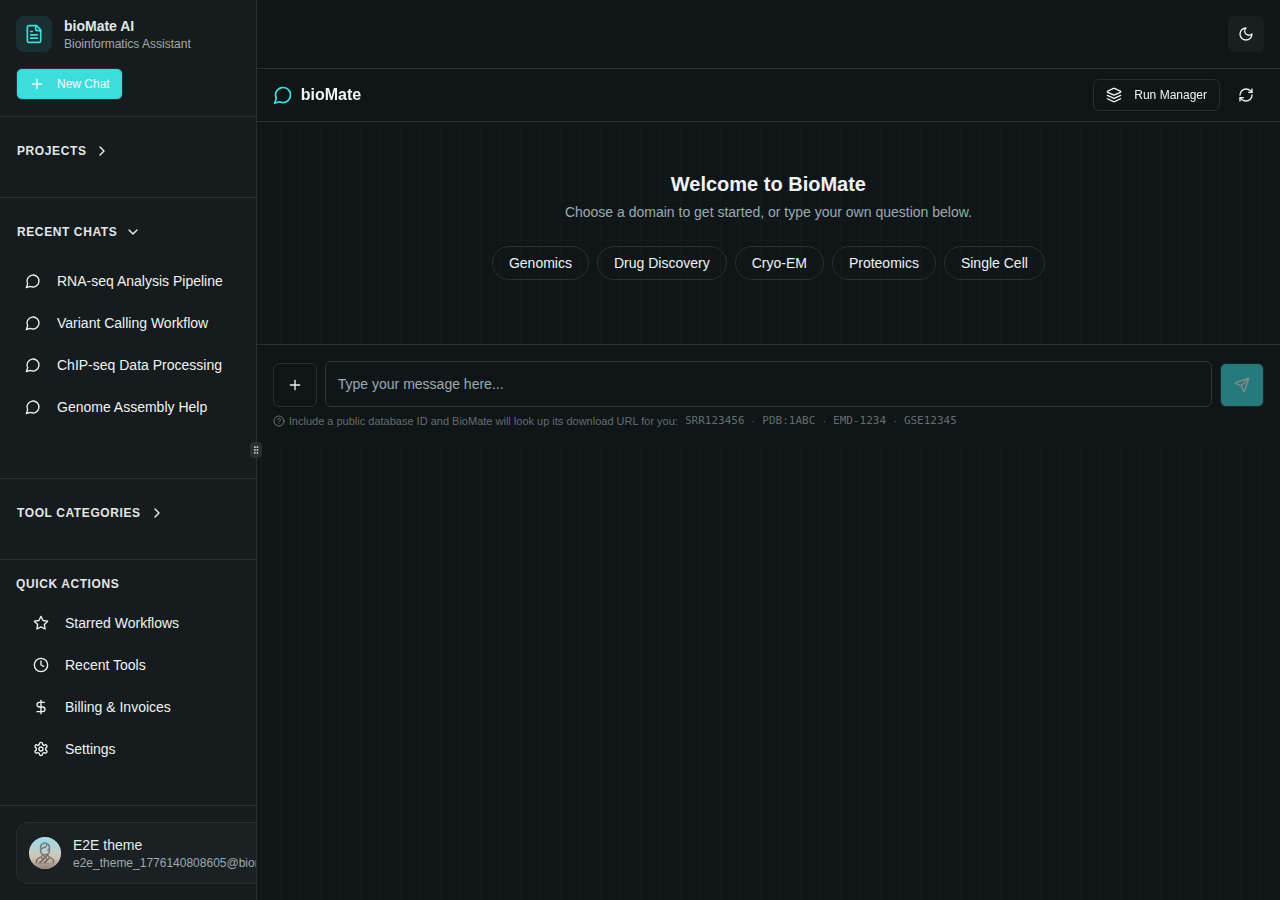 bioMate AI
Bioinformatics Assistant
New Chat
PROJECTS
RECENT CHATS
RNA-seq Analysis Pipeline
Variant Calling Workflow
ChIP-seq Data Processing
Genome Assembly Help
TOOL CATEGORIES
QUICK ACTIONS
Starred Workflows
Recent Tools
Billing & Invoices
Settings
E2E theme
e2e_theme_1776140808605@bio
bioMate
Run Manager
Welcome to BioMate
Choose a domain to get started, or type your own question below.
Genomics Drug Discovery Cryo-EM Proteomics Single Cell
Type your message here...
Include a public database ID and BioMate will look up its download URL for you: SRR123456 · PDB:1ABC · EMD-1234 · GSE12345